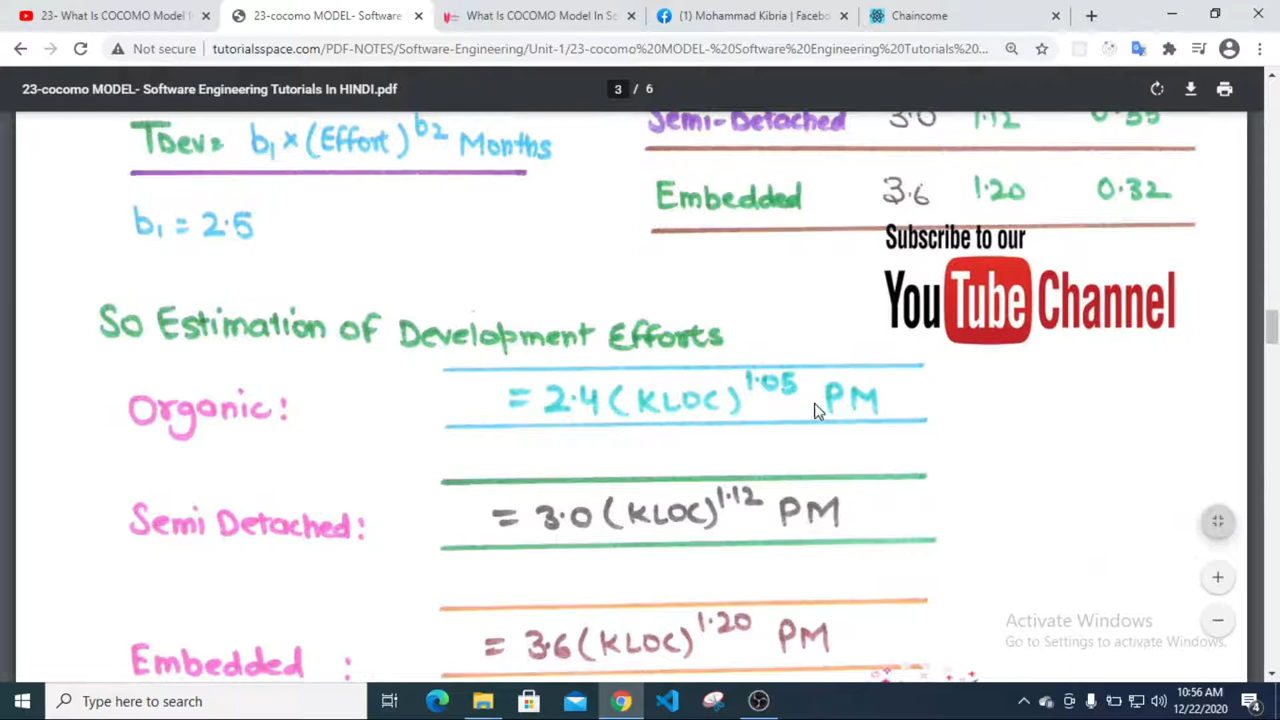 23- What Is COCOMO Model
23-cocomo MODEL- Software
What Is COCOMO Model In Se
(1) Mohammad Kibria | Facebo
Chaincome
Not secure
tutorialsspace.com/PDF-NOTES/Software-Engineering/Unit-1/23-cocomo%20MODEL-%20Software%20Engineering%20Tutorials%20...
23-cocomo MODEL- Software Engineering Tutorials In HINDI.pdf
3 / 6
TDev= b₁ × (Effort)^b₂ Months
Semi-Detached 3.0 1.12 0.35
Embedded 3.6 1.20 0.32
b₁ = 2.5
Subscribe to our
YouTube Channel
So Estimation of Development Efforts
Organic: = 2.4 (KLOC)^1.05 PM
Semi Detached: = 3.0 (KLOC)^1.12 PM
Embedded : = 3.6 (KLOC)^1.20 PM
Activate Windows
Go to Settings to activate Windows.
Type here to search
10:56 AM
12/22/2020
4